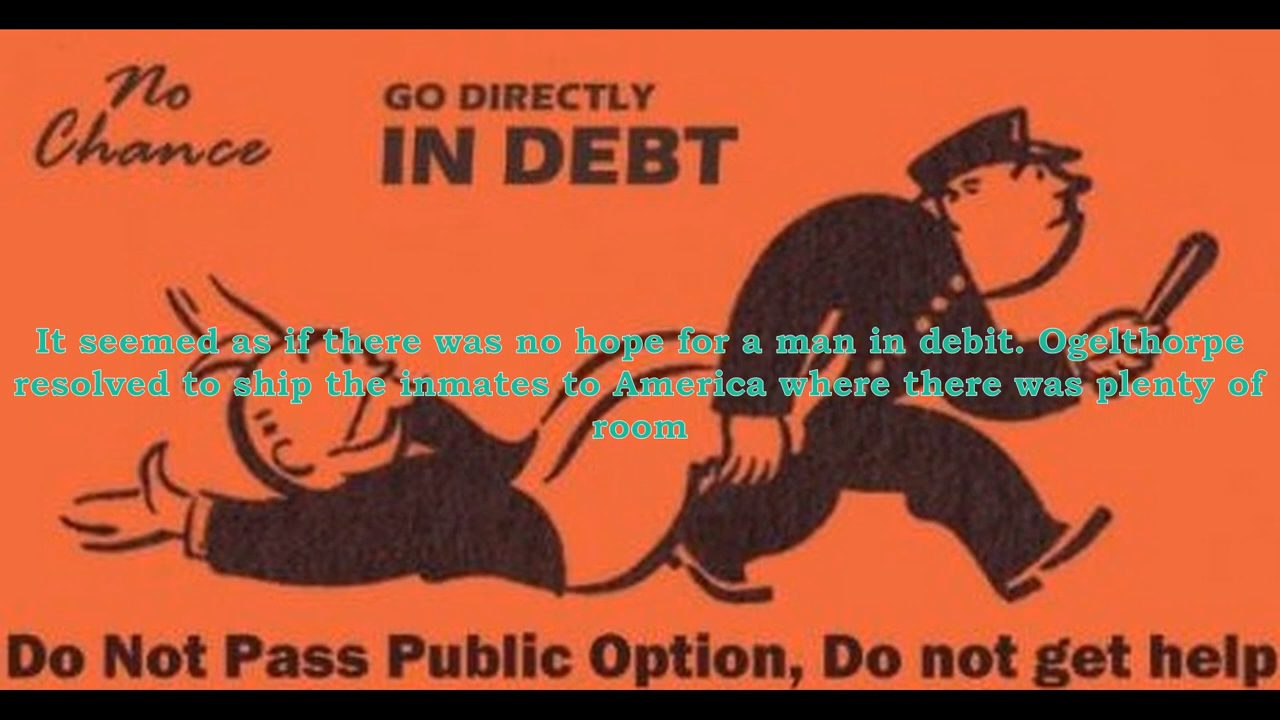 No
Chance
GO DIRECTLY
IN DEBT
It seemed as if there was no hope for a man in debit. Ogelthorpe
resolved to ship the inmates to America where there was plenty of
room
Do Not Pass Public Option, Do not get help